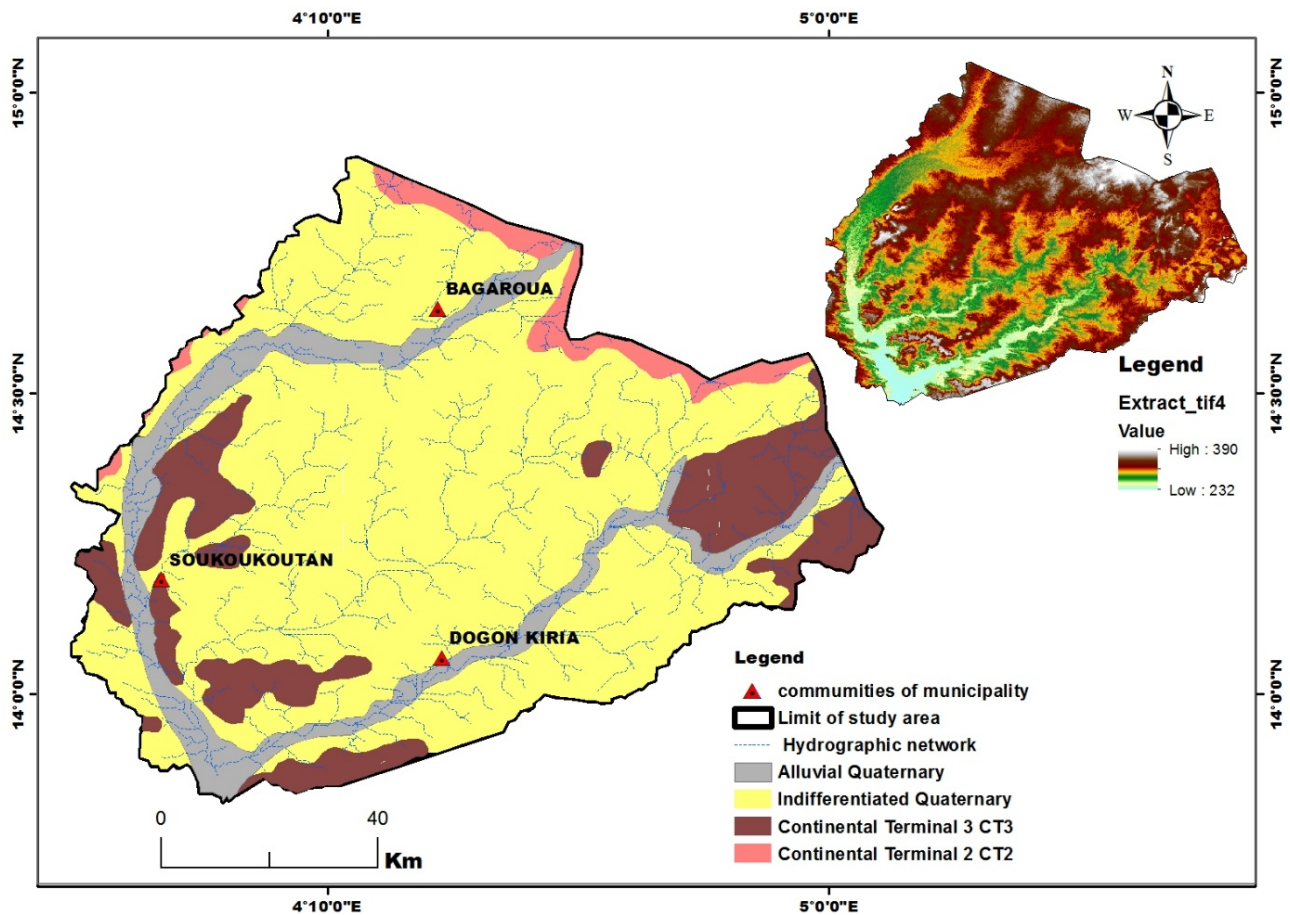 4°10'0"E
5°0'0"E
15°0'0"N
15°0'0"N
N
W
E
S
BAGAROUA
Legend
Extract_tif4
Value
High : 390
Low : 232
14°30'0"N
14°30'0"N
SOUKOUKOUTAN
DOGON KIRIA
Legend
commumities of municipality
Limit of study area
Hydrographic network
Alluvial Quaternary
Indifferentiated Quaternary
Continental Terminal 3 CT3
Continental Terminal 2 CT2
14°0'0"N
14°0'0"N
0
40
Km
4°10'0"E
5°0'0"E